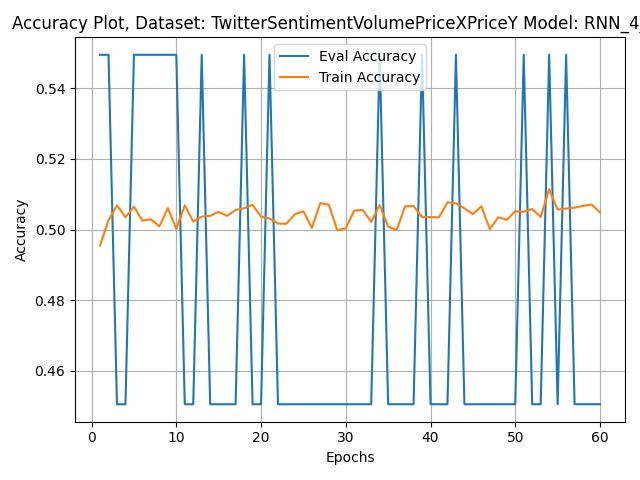 Accuracy Plot, Dataset: TwitterSentimentVolumePriceXPriceY Model: RNN_4
Eval Accuracy
Train Accuracy
Accuracy
0.54
0.52
0.50
0.48
0.46
0 10 20 30 40 50 60
Epochs